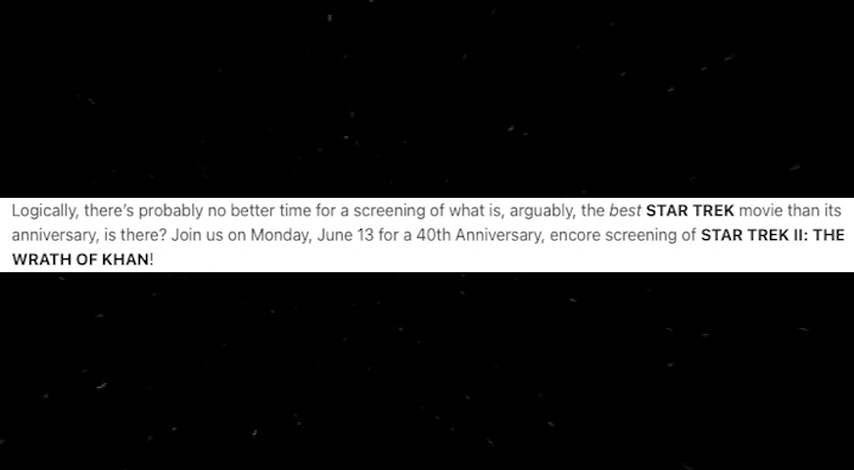 Logically, there's probably no better time for a screening of what is, arguably, the best STAR TREK movie than its
anniversary, is there? Join us on Monday, June 13 for a 40th Anniversary, encore screening of STAR TREK II: THE
WRATH OF KHAN!